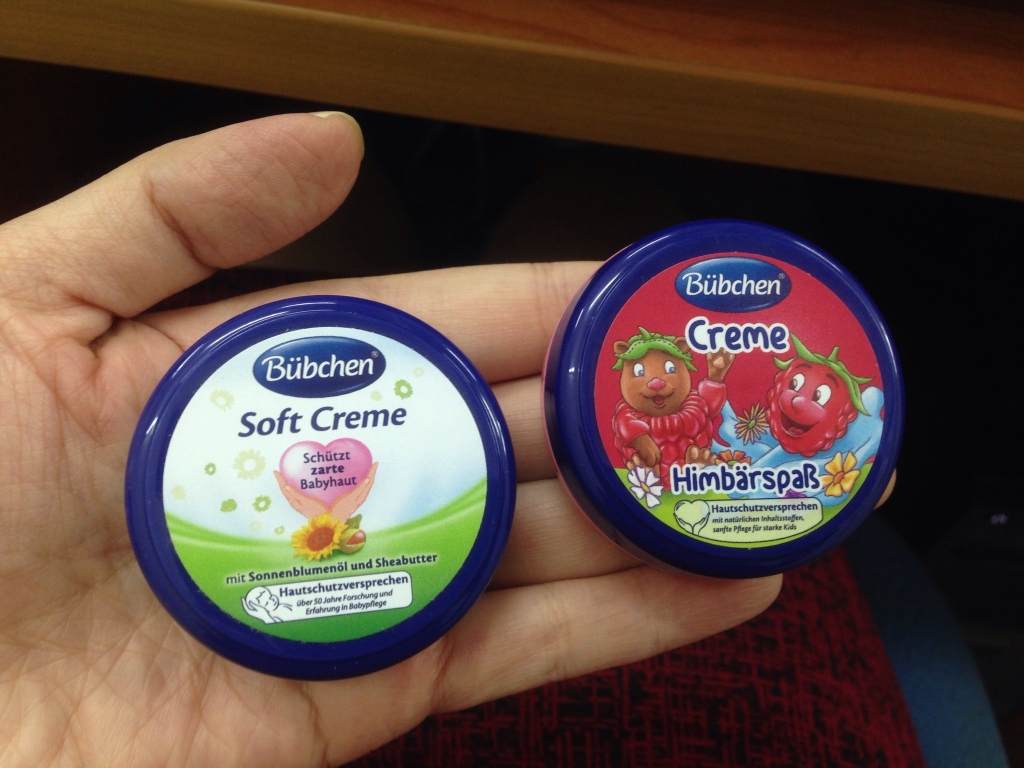 Bübchen®
Soft Creme
Schützt
zarte
Babyhaut
mit Sonnenblumenöl und Sheabutter
Hautschutzversprechen
über 50 Jahre Forschung und
Erfahrung in Babypflege
Bübchen®
Creme
Himbärspaß
Hautschutzversprechen
mit natürlichen Inhaltsstoffen,
sanfte Pflege für starke Kids